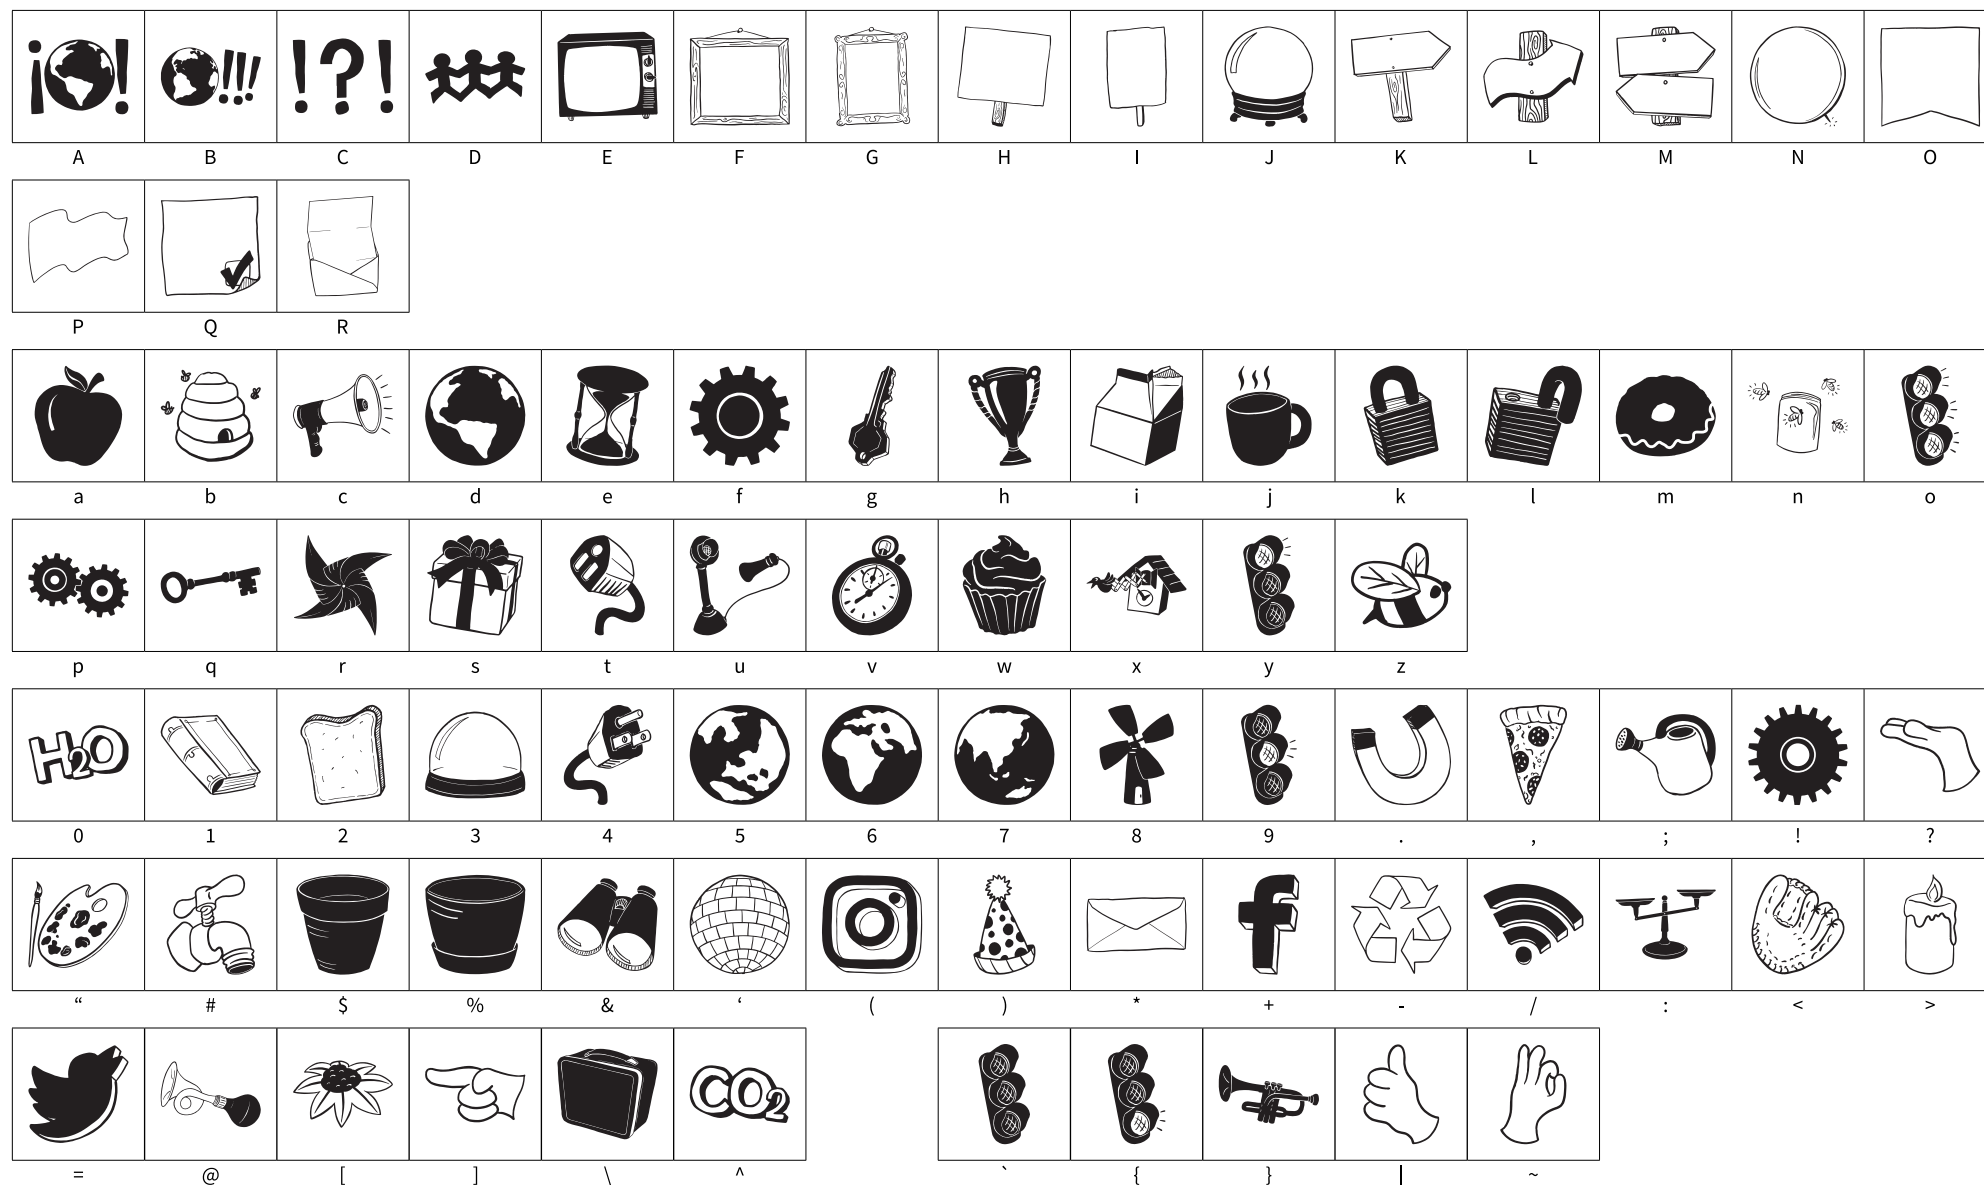 ¡ !
!!!
! ? !
A B C D E F G H I J K L M N O
P Q R
a b c d e f g h i j k l m n o
p q r s t u v w x y z
H2O
0 1 2 3 4 5 6 7 8 9 . , ; ! ?
f
“ # $ % & ‘ ( ) * + - / : < >
CO2
= @ [ ] \ ^ ` { } | ~